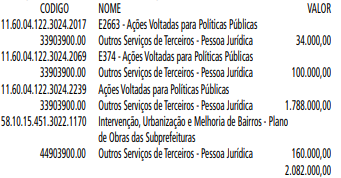 CODIGO NOME VALOR
11.60.04.122.3024.2017 E2663 - Ações Voltadas para Políticas Públicas
33903900.00 Outros Serviços de Terceiros - Pessoa Jurídica 34.000,00
11.60.04.122.3024.2069 E374 - Ações Voltadas para Políticas Públicas
33903900.00 Outros Serviços de Terceiros - Pessoa Jurídica 100.000,00
11.60.04.122.3024.2239 Ações Voltadas para Políticas Públicas
33903900.00 Outros Serviços de Terceiros - Pessoa Jurídica 1.788.000,00
58.10.15.451.3022.1170 Intervenção, Urbanização e Melhoria de Bairros - Plano
de Obras das Subprefeituras
44903900.00 Outros Serviços de Terceiros - Pessoa Jurídica 160.000,00
2.082.000,00